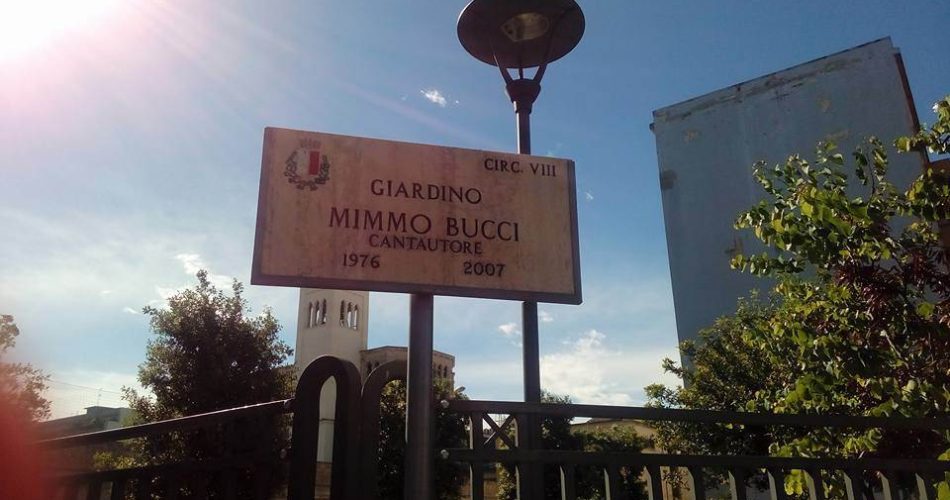 CIRC. VIII
GIARDINO
MIMMO BUCCI
CANTAUTORE
1976 2007